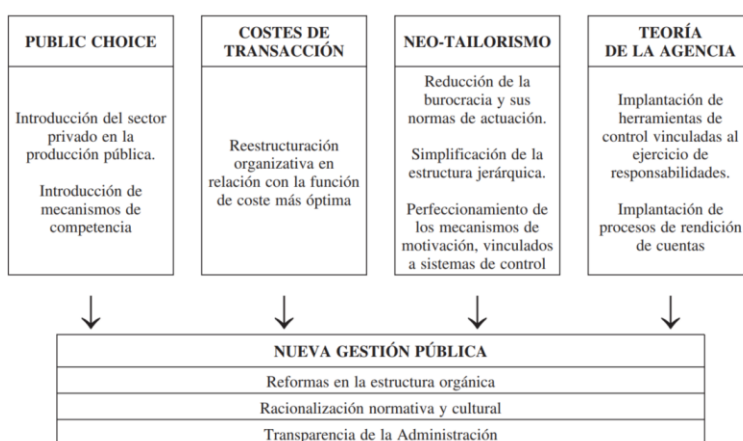 PUBLIC CHOICE
Introducción del sector
privado en la
producción pública.
Introducción de
mecanismos de
competencia
COSTES DE
TRANSACCIÓN
Reestructuración
organizativa en
relación con la función
de coste más óptima
NEO-TAILORISMO
Reducción de la
burocracia y sus
normas de actuación.
Simplificación de la
estructura jerárquica.
Perfeccionamiento de
los mecanismos de
motivación, vinculados
a sistemas de control
TEORÍA
DE LA AGENCIA
Implantación de
herramientas de
control vinculadas al
ejercicio de
responsabilidades.
Implantación de
procesos de rendición
de cuentas
NUEVA GESTIÓN PÚBLICA
Reformas en la estructura orgánica
Racionalización normativa y cultural
Transparencia de la Administración